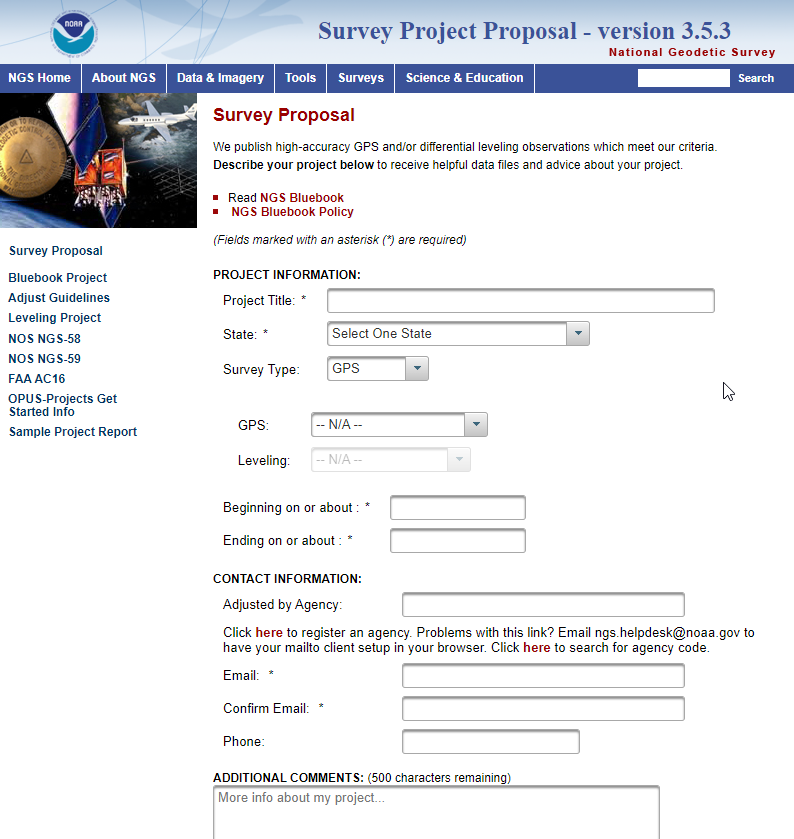 NOAA
Survey Project Proposal - version 3.5.3
National Geodetic Survey
NGS Home About NGS Data & Imagery Tools Surveys Science & Education Search
Survey Proposal
We publish high-accuracy GPS and/or differential leveling observations which meet our criteria.
Describe your project below to receive helpful data files and advice about your project.
Read NGS Bluebook
NGS Bluebook Policy
(Fields marked with an asterisk (*) are required)
Survey Proposal
Bluebook Project
Adjust Guidelines
Leveling Project
NOS NGS-58
NOS NGS-59
FAA AC16
OPUS-Projects Get
Started Info
Sample Project Report
PROJECT INFORMATION:
Project Title: *
State: * Select One State
Survey Type: GPS
GPS: -- N/A --
Leveling: -- N/A --
Beginning on or about : *
Ending on or about : *
CONTACT INFORMATION:
Adjusted by Agency:
Click here to register an agency. Problems with this link? Email ngs.helpdesk@noaa.gov to
have your mailto client setup in your browser. Click here to search for agency code.
Email: *
Confirm Email: *
Phone:
ADDITIONAL COMMENTS: (500 characters remaining)
More info about my project...